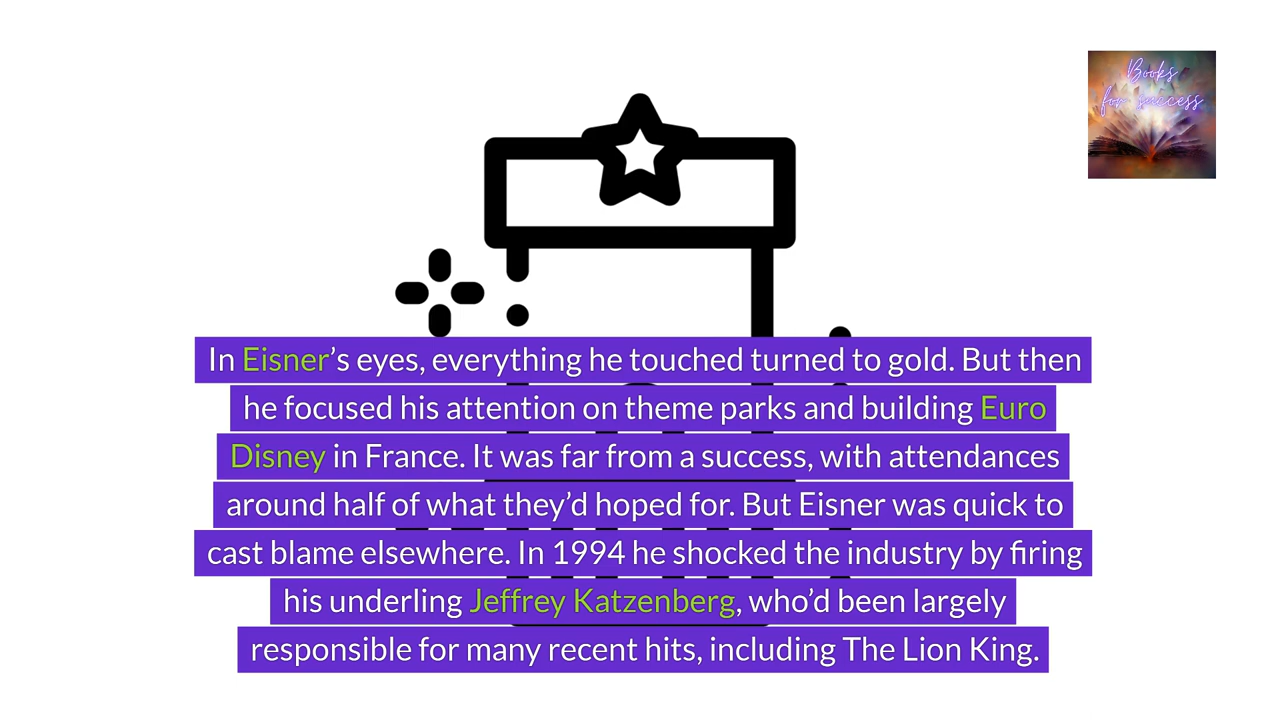 Books
for success
In Eisner’s eyes, everything he touched turned to gold. But then
he focused his attention on theme parks and building Euro
Disney in France. It was far from a success, with attendances
around half of what they’d hoped for. But Eisner was quick to
cast blame elsewhere. In 1994 he shocked the industry by firing
his underling Jeffrey Katzenberg, who’d been largely
responsible for many recent hits, including The Lion King.